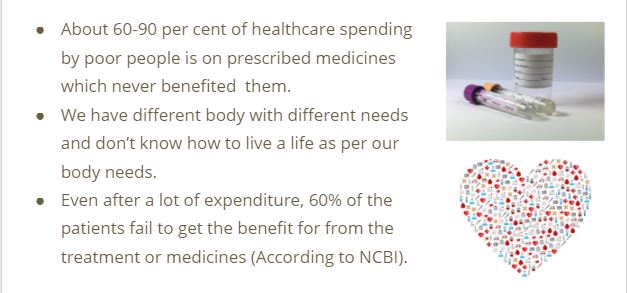 ● About 60-90 per cent of healthcare spending
by poor people is on prescribed medicines
which never benefited  them.
● We have different body with different needs
and don’t know how to live a life as per our
body needs.
● Even after a lot of expenditure, 60% of the
patients fail to get the benefit for from the
treatment or medicines (According to NCBI).